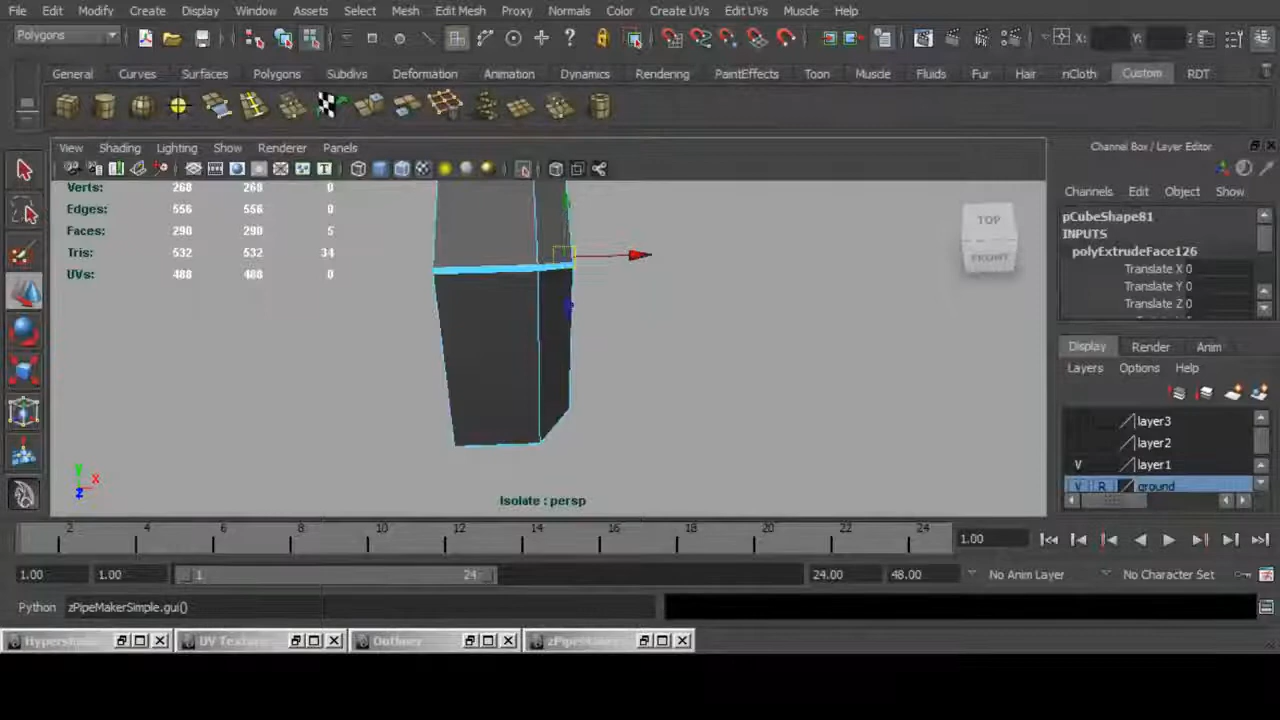 File Edit Modify Create Display Window Assets Select Mesh Edit Mesh Proxy Normals Color Create UVs Edit UVs Muscle Help
Polygons X: Y: Z
General Curves Surfaces Polygons Subdivs Deformation Animation Dynamics Rendering PaintEffects Toon Muscle Fluids Fur Hair nCloth Custom RDT
View Shading Lighting Show Renderer Panels
Channel Box / Layer Editor
Channels Edit Object Show
Verts: 268 268 0
Edges: 556 556 0
Faces: 290 290 5
Tris: 532 532 34
UVs: 488 488 0
TOP
FRONT
pCubeShape81
INPUTS
polyExtrudeFace126
Translate X 0
Translate Y 0
Translate Z 0
Display Render Anim
Layers Options Help
layer3
layer2
V layer1
V R ground
Y
X
Z
Isolate : persp
2 4 6 8 10 12 14 16 18 20 22 24 1.00
1.00 1.00 1 24 24.00 48.00 No Anim Layer No Character Set
Python zPipeMakerSimple.gui()
UV Texture Outliner